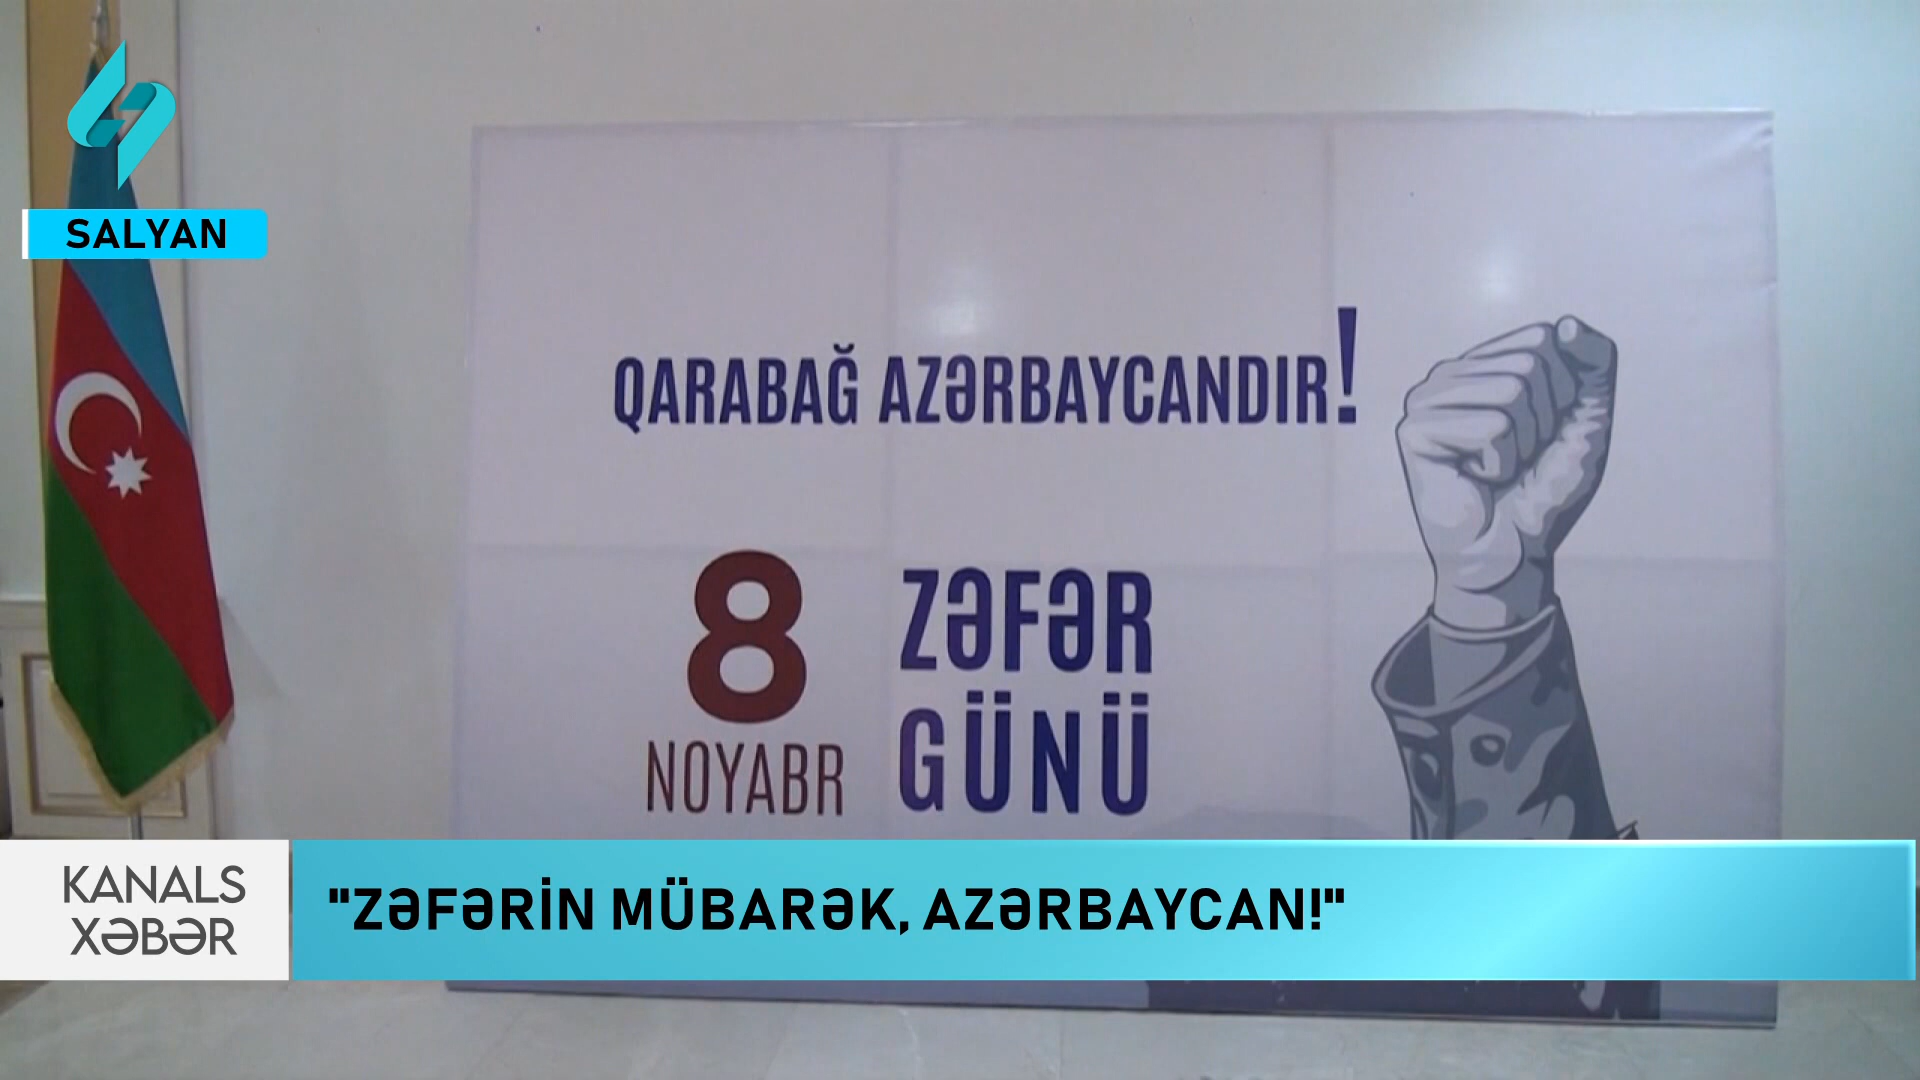 SALYAN
QARABAĞ AZƏRBAYCANDIR!
8
NOYABR
ZƏFƏR
GÜNÜ
KANALS
XƏBƏR
"ZƏFƏRİN MÜBARƏK, AZƏRBAYCAN!"